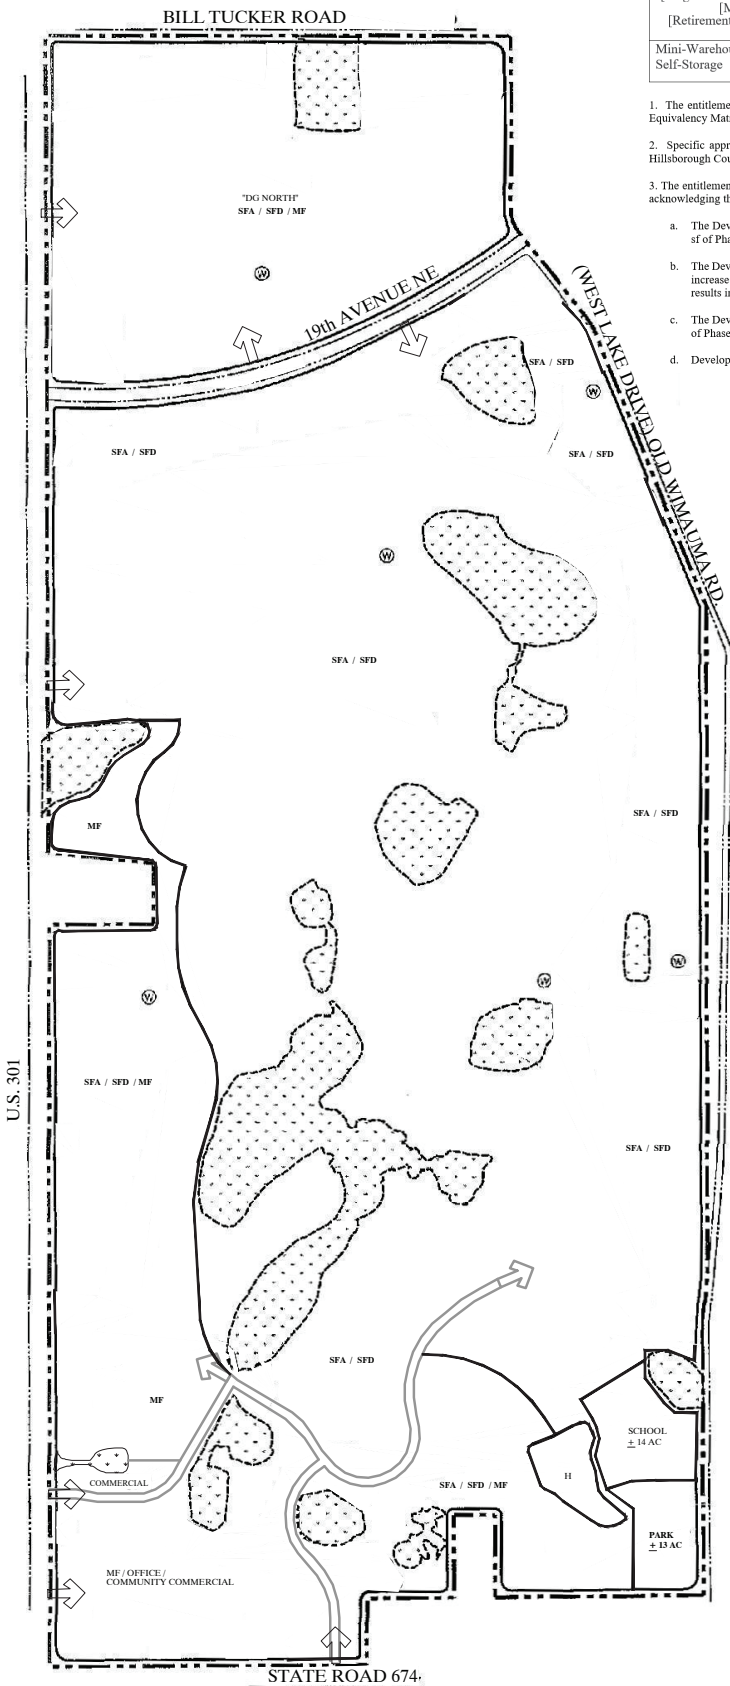 BILL TUCKER ROAD
[M
[Retirement
Mini-Wareho
Self-Storage
1. The entitleme
Equivalency Mat
2. Specific appr
Hillsborough Cou
3. The entitlemen
acknowledging th
a. The Dev
sf of Pha
b. The Dev
increase
results in
c. The Dev
of Phase
d. Develop
"DG NORTH"
SFA / SFD / MF
W
19th AVENUE NE
(WEST LAKE DRIVE) OLD WIMAUMA RD.
SFA / SFD
W
SFA / SFD
SFA / SFD
W
SFA / SFD
SFA / SFD
MF
W
W
W
U.S. 301
SFA / SFD / MF
SFA / SFD
SFA / SFD
MF
SCHOOL
+ 14 AC
COMMERCIAL
SFA / SFD / MF
H
PARK
+ 13 AC
MF / OFFICE /
COMMUNITY COMMERCIAL
STATE ROAD 674